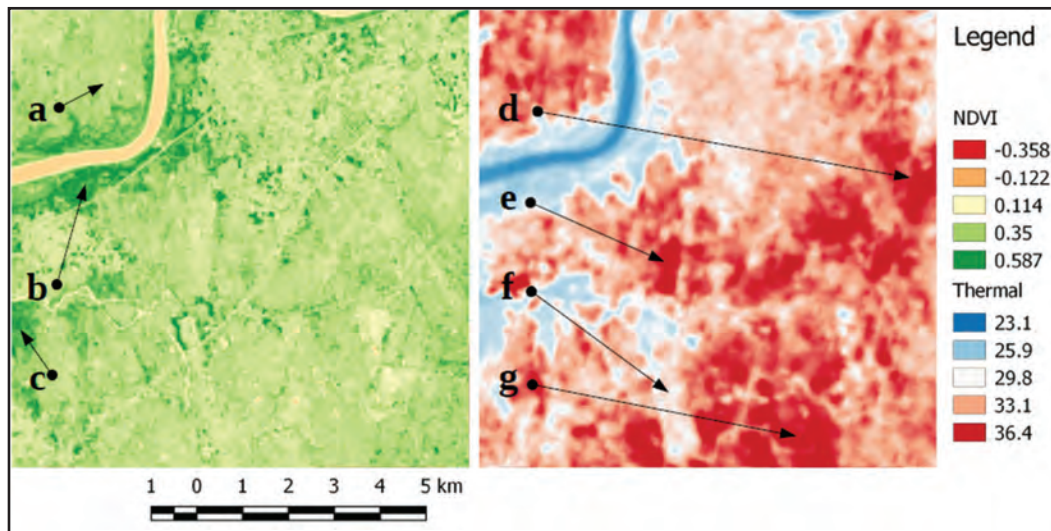 a
b
c
d
e
f
g
Legend
NDVI
-0.358
-0.122
0.114
0.35
0.587
Thermal
23.1
25.9
29.8
33.1
36.4
1 0 1 2 3 4 5 km